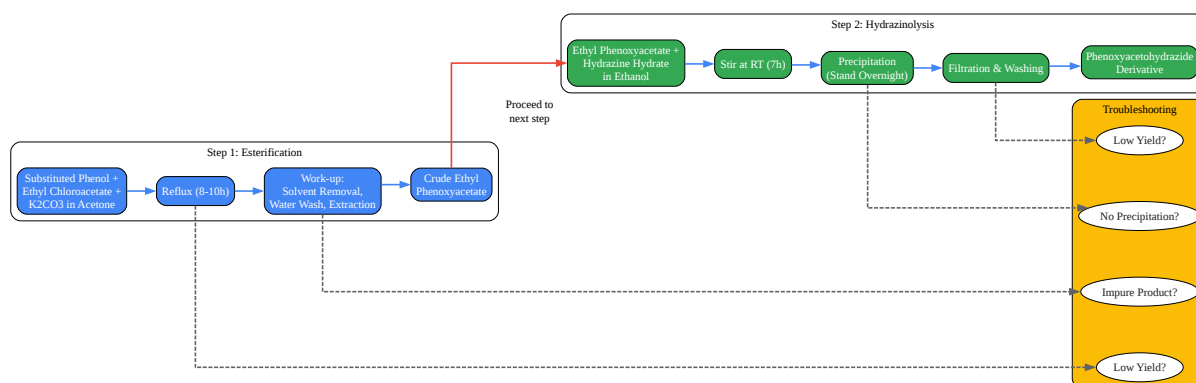 Step 2: Hydrazinolysis
Ethyl Phenoxyacetate +
Hydrazine Hydrate
in Ethanol
Stir at RT (7h)
Precipitation
(Stand Overnight)
Filtration & Washing
Phenoxyacetohydrazide
Derivative
Proceed to
next step
Step 1: Esterification
Substituted Phenol +
Ethyl Chloroacetate +
K2CO3 in Acetone
Reflux (8-10h)
Work-up:
Solvent Removal,
Water Wash, Extraction
Crude Ethyl
Phenoxyacetate
Troubleshooting
Low Yield?
No Precipitation?
Impure Product?
Low Yield?